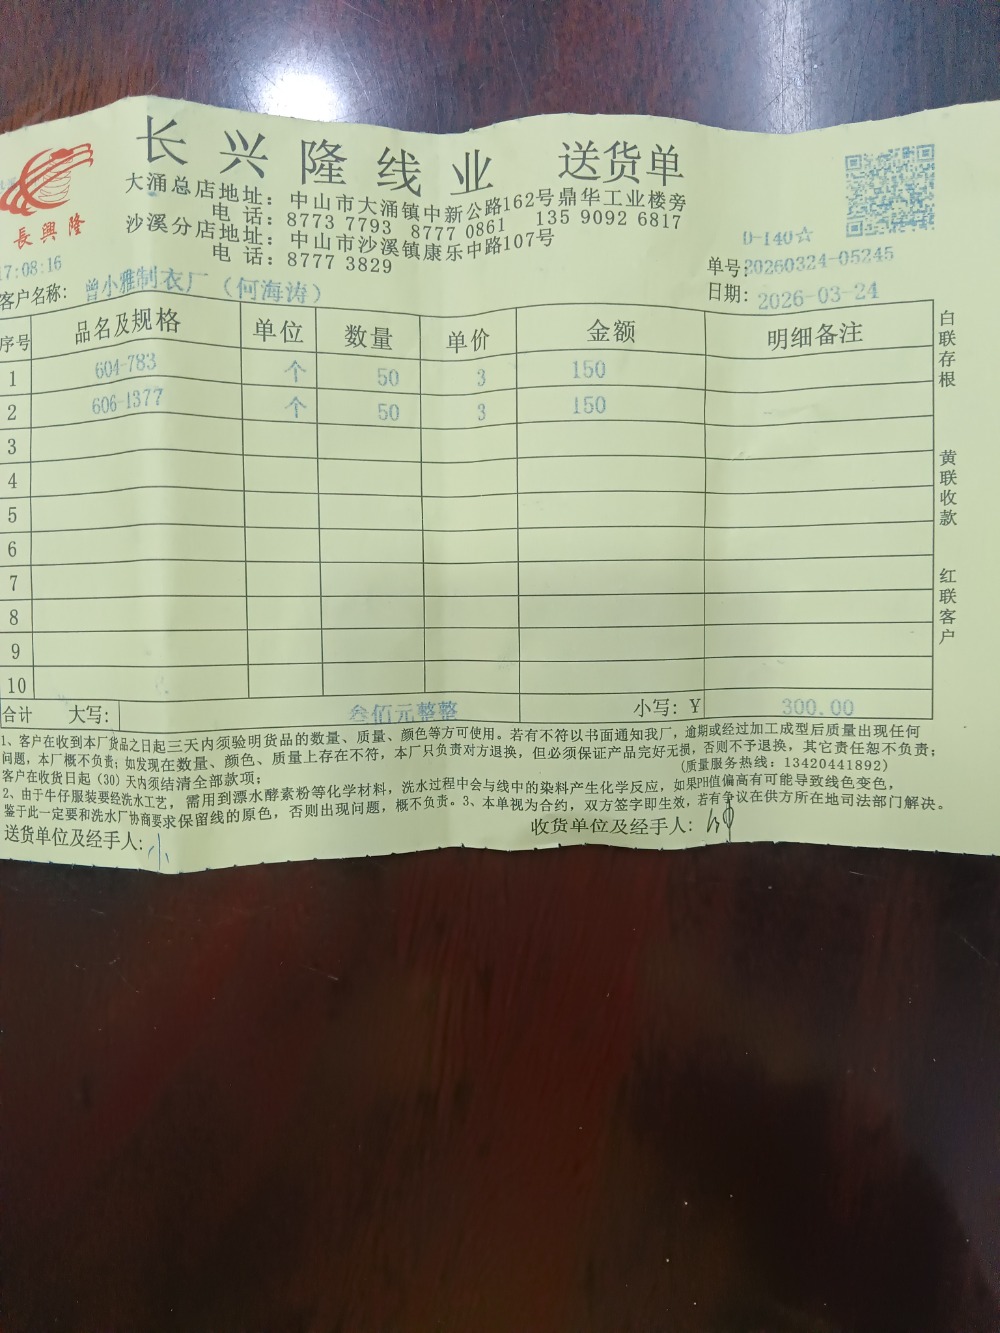 长兴隆线业 送货单
長興隆
大涌总店地址：中山市大涌镇中新公路162号鼎华工业楼旁
电 话：8773 7793 8777 0861 135 9092 6817
沙溪分店地址：中山市沙溪镇康乐中路107号
电 话：8777 3829
D-140☆
17:08:16
单号:20260324-05245
客户名称: 曾小雅制衣厂（何海涛）
日期: 2026-03-24
序号 品名及规格 单位 数量 单价 金额 明细备注
1 604-783 个 50 3 150
2 606-1377 个 50 3 150
3
4
5
6
7
8
9
10
合计 大写: 叁佰元整整 小写: Y 300.00
白联存根
黄联收款
红联客户
1、客户在收到本厂货品之日起三天内须验明货品的数量、质量、颜色等方可使用。若有不符以书面通知我厂，逾期或经过加工成型后质量出现任何
问题，本厂概不负责；如发现在数量、颜色、质量上存在不符，本厂只负责对方退换，但必须保证产品完好无损，否则不予退换，其它责任恕不负责；
客户在收货日起（30）天内须结清全部款项； (质量服务热线：13420441892)
2、由于牛仔服装要经洗水工艺，需用到漂水酵素粉等化学材料，洗水过程中会与线中的染料产生化学反应，如果PH值偏高有可能导致线变色，
鉴于此一定要和洗水厂协商要求保留线的原色，否则出现问题，概不负责。3、本单视为合约，双方签字即生效，若有争议在供方所在地司法部门解决。
送货单位及经手人: 小
收货单位及经手人: